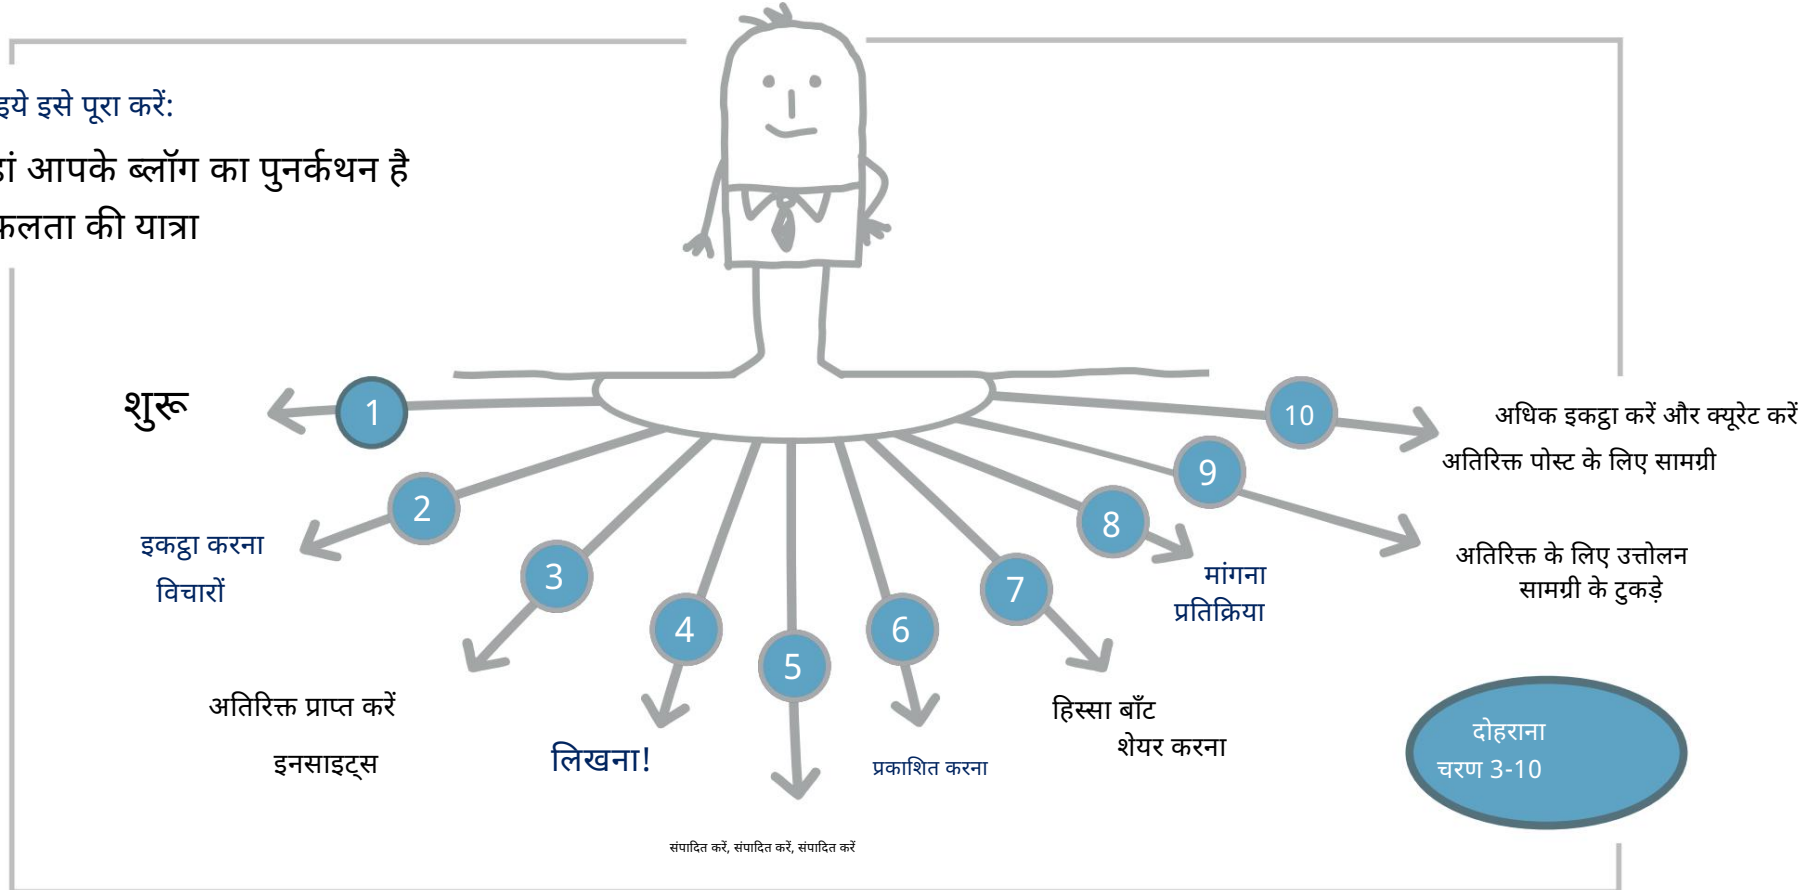 इये इसे पूरा करें:
हां आपके ब्लॉग का पुनर्कथन है
फलता की यात्रा
शुरू
1
2
इकट्ठा करना
विचारों
3
अतिरिक्त प्राप्त करें
इनसाइट्स
4
लिखना!
5
संपादित करें, संपादित करें, संपादित करें
6
प्रकाशित करना
7
हिस्सा बाँट
शेयर करना
8
मांगना
प्रतिक्रिया
9
अतिरिक्त के लिए उत्तोलन
सामग्री के टुकड़े
10
अधिक इकट्ठा करें और क्यूरेट करें
अतिरिक्त पोस्ट के लिए सामग्री
दोहराना
चरण 3-10